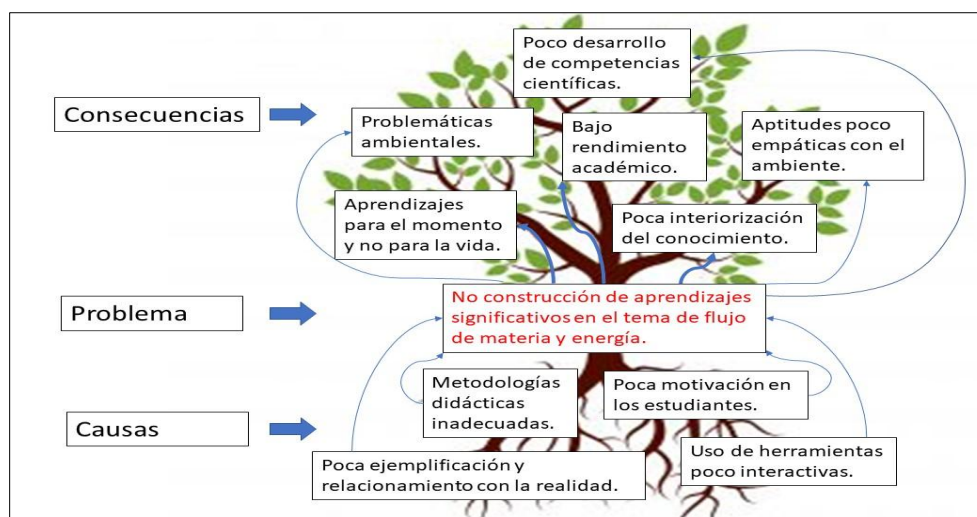 Poco desarrollo
de competencias
científicas.
Consecuencias
Problemáticas
ambientales.
Bajo
rendimiento
académico.
Aptitudes poco
empáticas con el
ambiente.
Aprendizajes
para el momento
y no para la vida.
Poca interiorización
del conocimiento.
Problema
No construcción de aprendizajes
significativos en el tema de flujo
de materia y energía.
Causas
Metodologías
didácticas
inadecuadas.
Poca motivación en
los estudiantes.
Poca ejemplificación y
relacionamiento con la realidad.
Uso de herramientas
poco interactivas.